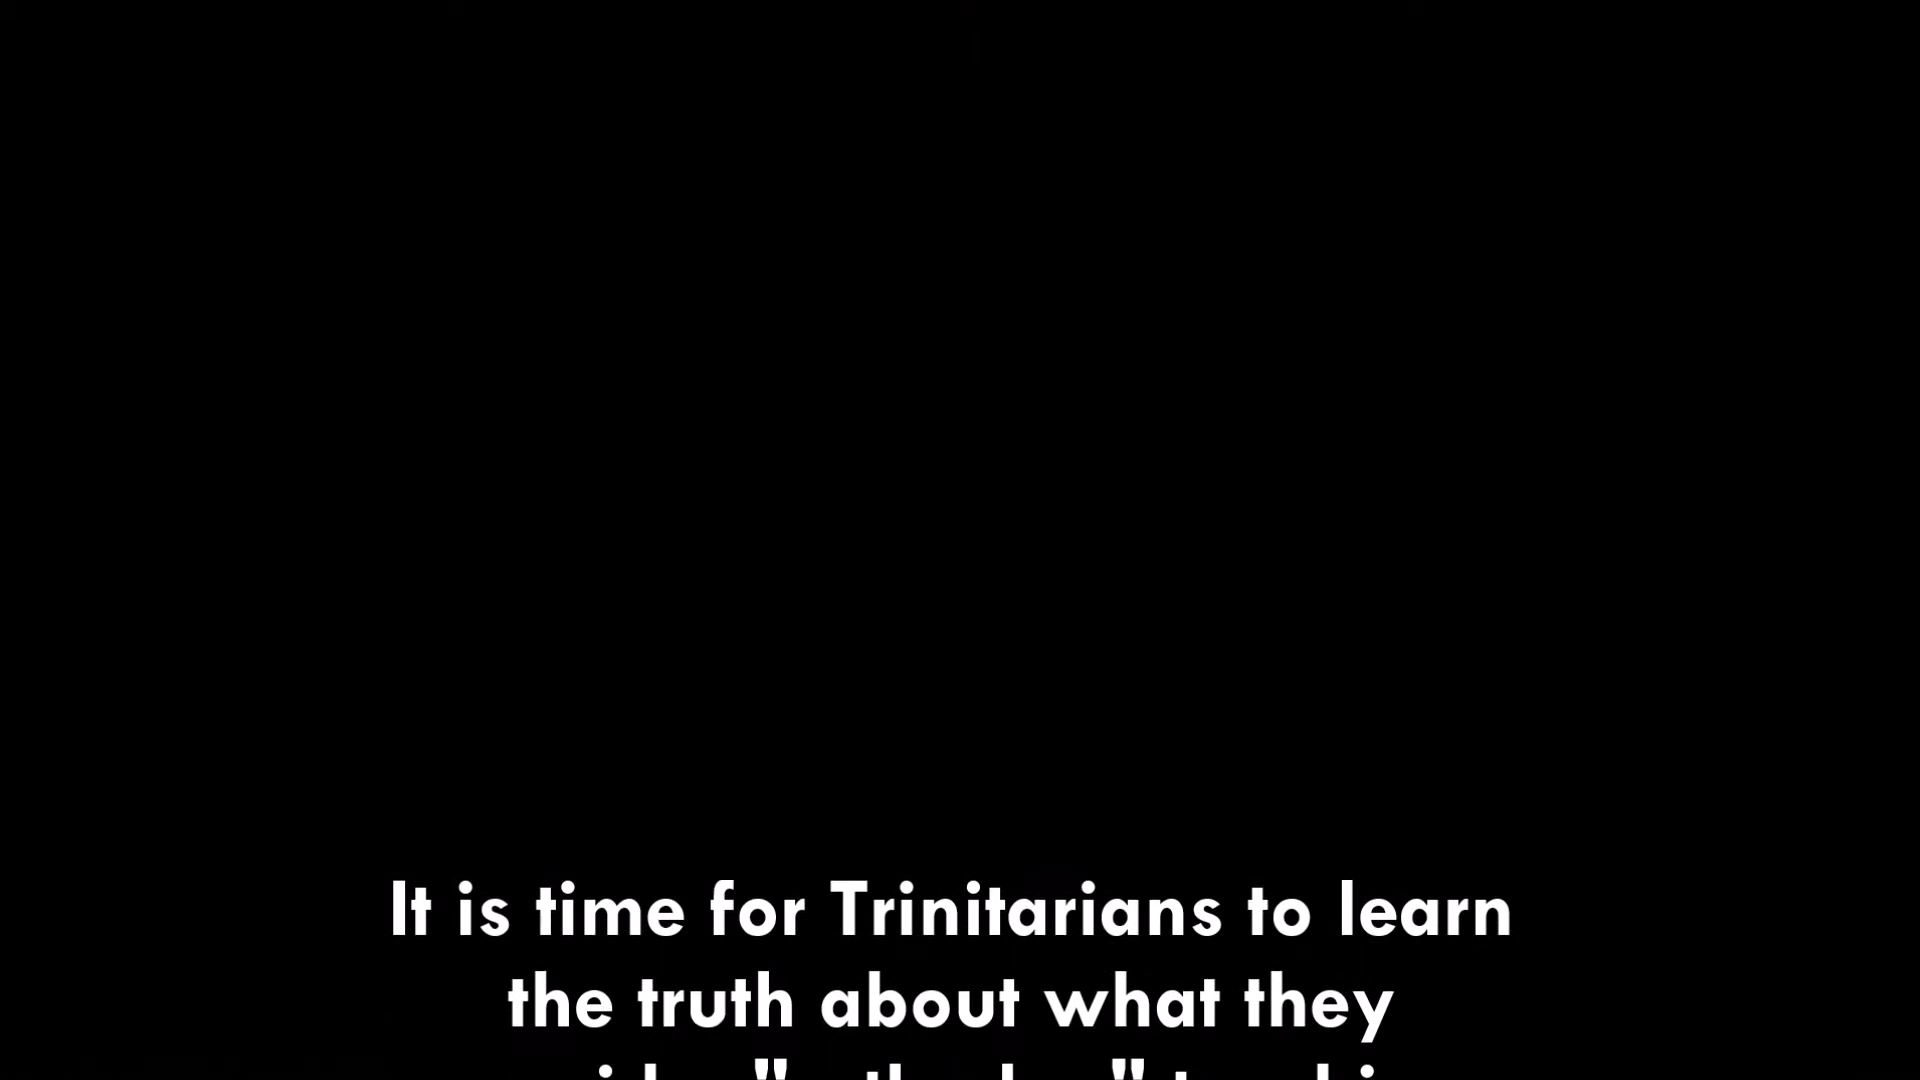 It is time for Trinitarians to learn
the truth about what they